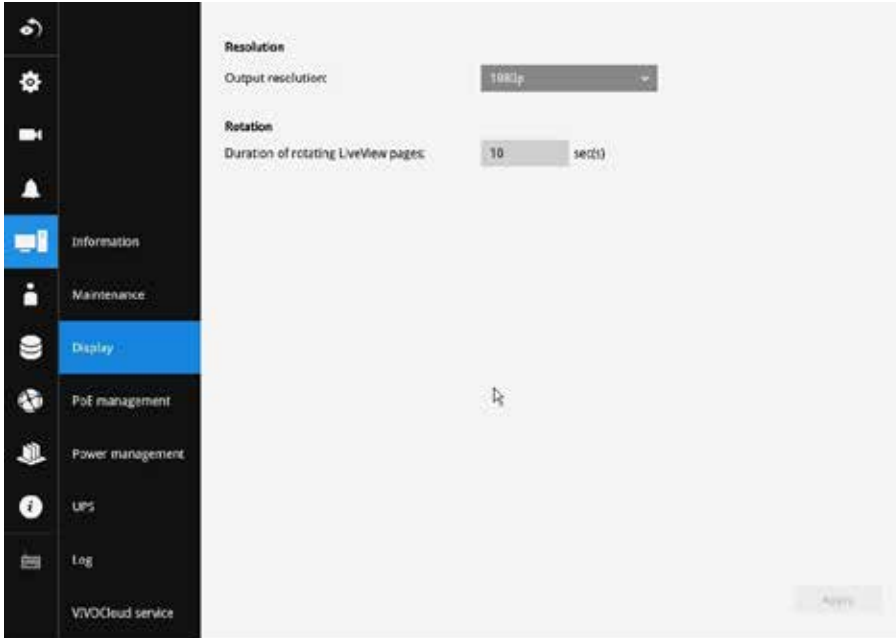 Resolution
Output resolution:
1080p
Rotation
Duration of rotating LiveView pages:
10
sec(s)
Information
Maintenance
Display
PoE management
Power management
UPS
Log
VIVOCloud service
Apply